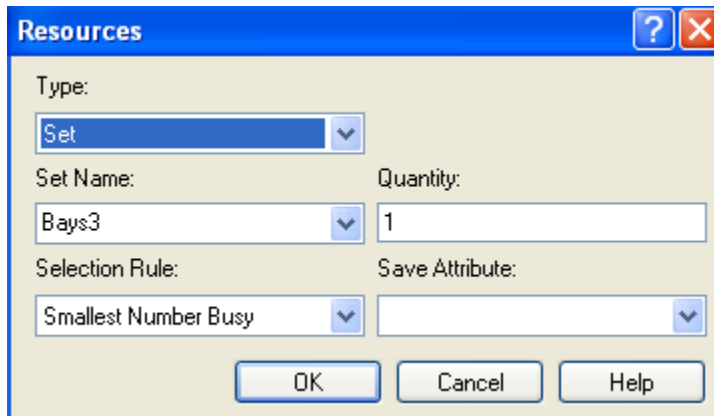 Resources
Type:
Set
Set Name: Quantity:
Bays3 1
Selection Rule: Save Attribute:
Smallest Number Busy
OK Cancel Help